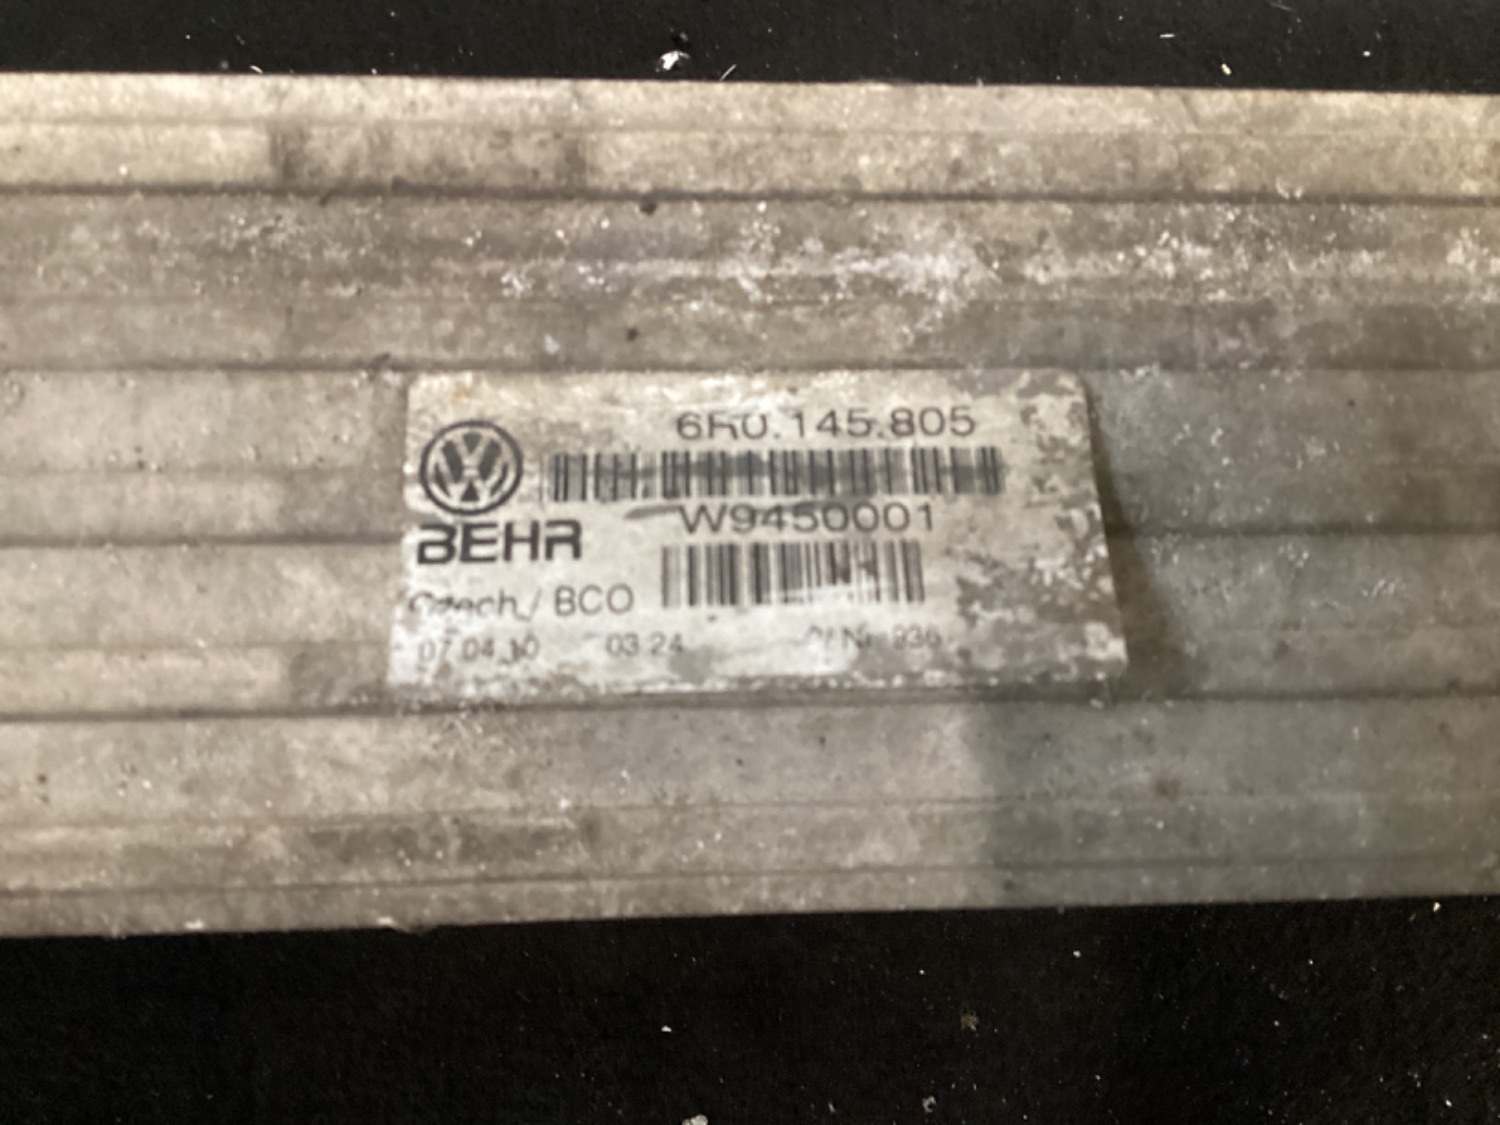 6R0.145.805
W9450001
BEHR
Czech / BCO
07.04.10 03 24